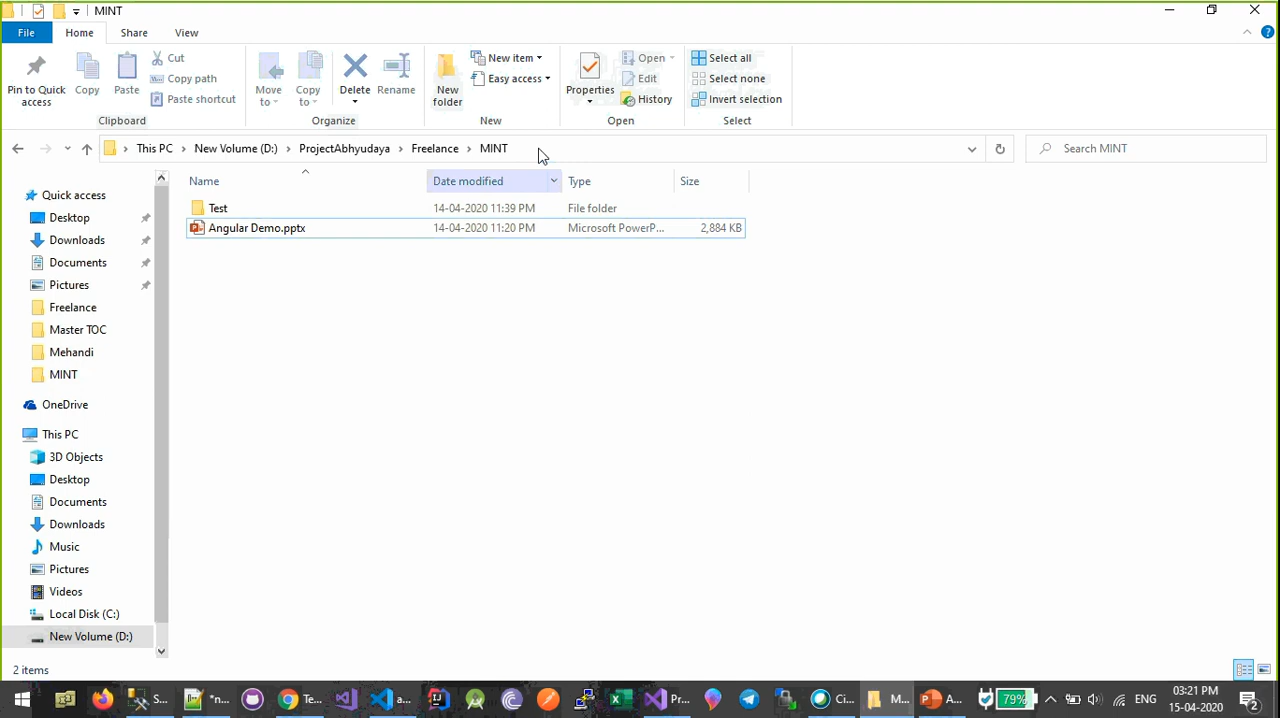 MINT
File Home Share View
Pin to Quick access
Copy
Paste
Cut
Copy path
Paste shortcut
Clipboard
Move to
Copy to
Delete
Rename
Organize
New folder
New item
Easy access
New
Properties
Open
Edit
History
Open
Select all
Select none
Invert selection
Select
This PC > New Volume (D:) > ProjectAbhyudaya > Freelance > MINT
Search MINT
Name Date modified Type Size
Test 14-04-2020 11:39 PM File folder
Angular Demo.pptx 14-04-2020 11:20 PM Microsoft PowerP... 2,884 KB
Quick access
Desktop
Downloads
Documents
Pictures
Freelance
Master TOC
Mehandi
MINT
OneDrive
This PC
3D Objects
Desktop
Documents
Downloads
Music
Pictures
Videos
Local Disk (C:)
New Volume (D:)
2 items
S... *n... Te... a... Pr... Ci... M... A... 79% ENG
03:21 PM
15-04-2020
2